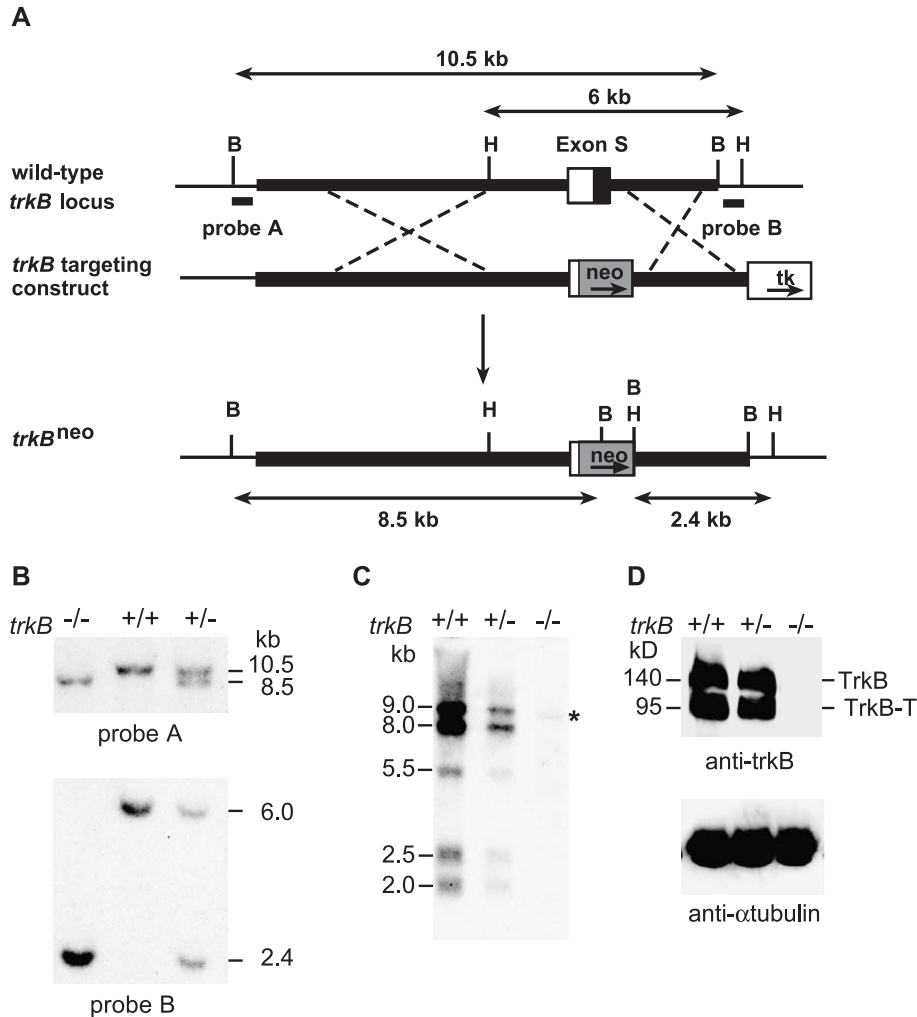 A
10.5 kb
6 kb
B H Exon S B H
wild-type
trkB locus
probe A probe B
trkB targeting
construct
neo tk
B
B H B H B H
trkBneo
neo
8.5 kb 2.4 kb
B
trkB -/- +/+ +/-
kb
10.5
8.5
probe A
6.0
2.4
probe B
C
trkB +/+ +/- -/-
kb
9.0
8.0 *
5.5
2.5
2.0
D
trkB +/+ +/- -/-
kD
140 TrkB
95 TrkB-T
anti-trkB
anti-αtubulin